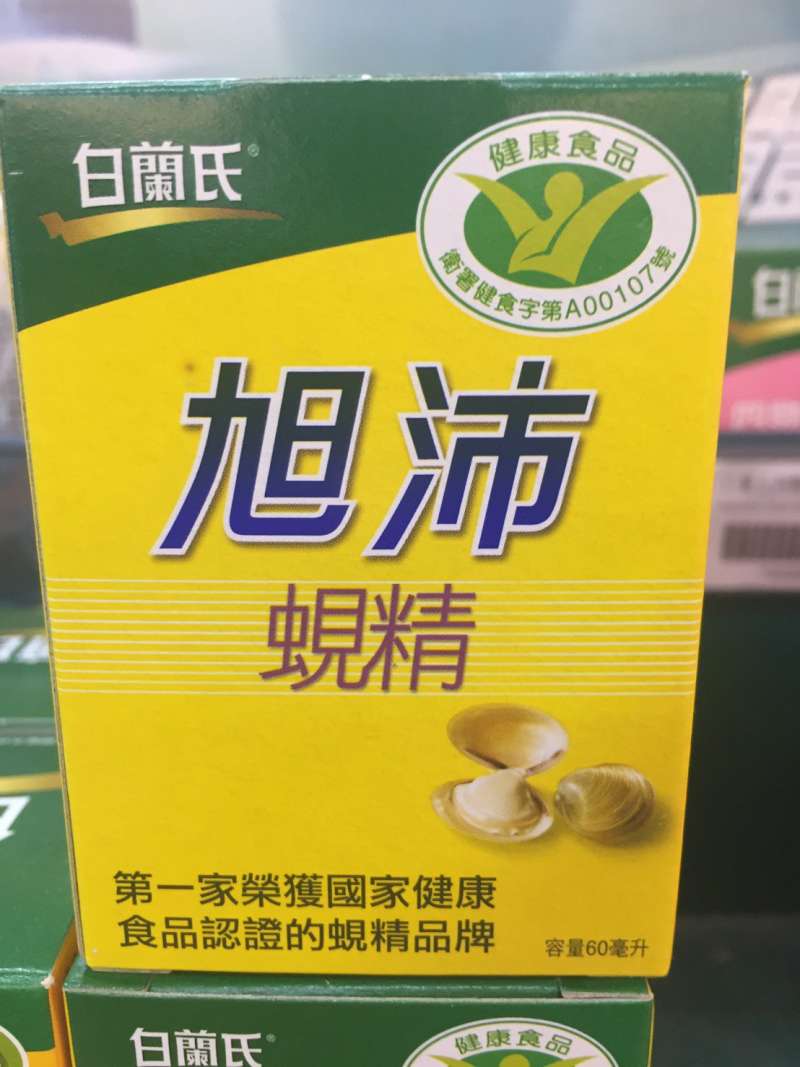 白蘭氏
健康食品
衛署健食字第A00107號
旭沛
蜆精
第一家榮獲國家健康
食品認證的蜆精品牌
容量60毫升
白蘭氏
健康食品